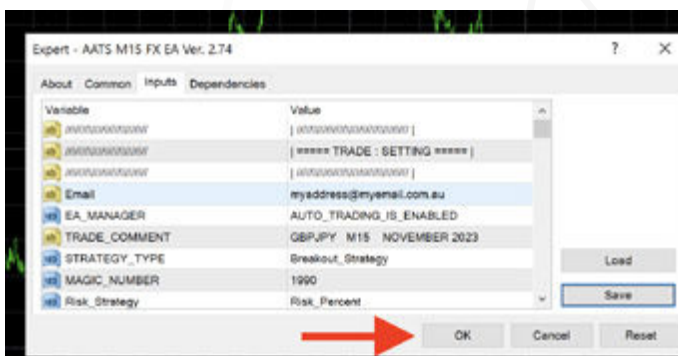 Expert - AATS M15 FX EA Ver. 2.74
? ×
About Common Inputs Dependencies
Variable Value
| ===== TRADE : SETTING ===== |
Email myaddress@myemail.com.au
EA_MANAGER AUTO_TRADING_IS_ENABLED
TRADE_COMMENT GBPJPY M15 NOVEMBER 2023
STRATEGY_TYPE Breakout_Strategy
MAGIC_NUMBER 1990
Risk_Strategy Risk_Percent
Load
Save
OK Cancel Reset